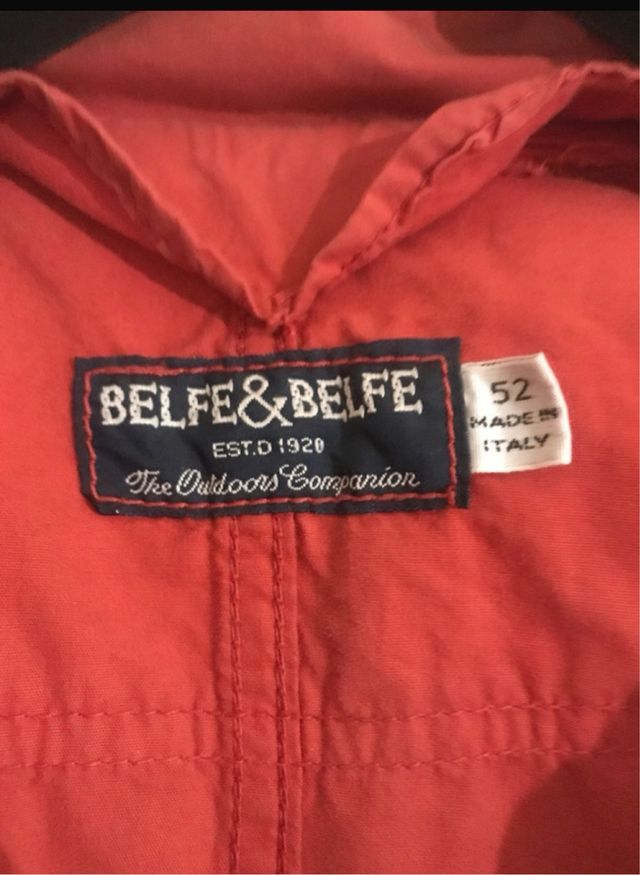 BELFE&BELFE
EST.D 1920
The Outdoors Companion
52
MADE IN
ITALY